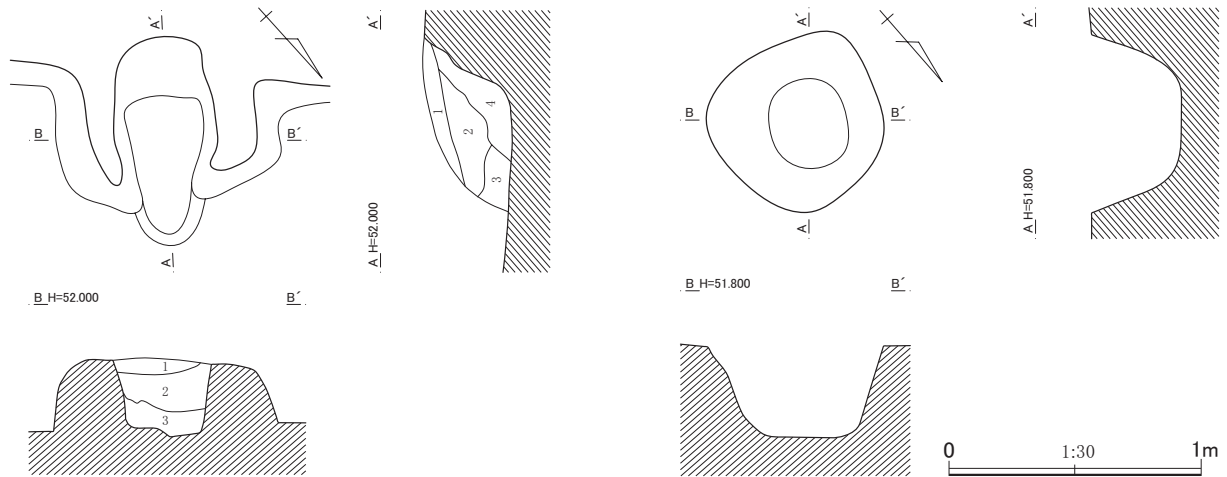 A´
A´
A´
A´
B
B´
B
B´
1
2
3
4
A
A H=52.000
A
A H=51.800
B H=52.000
B´
B H=51.800
B´
1
2
3
0
1:30
1m